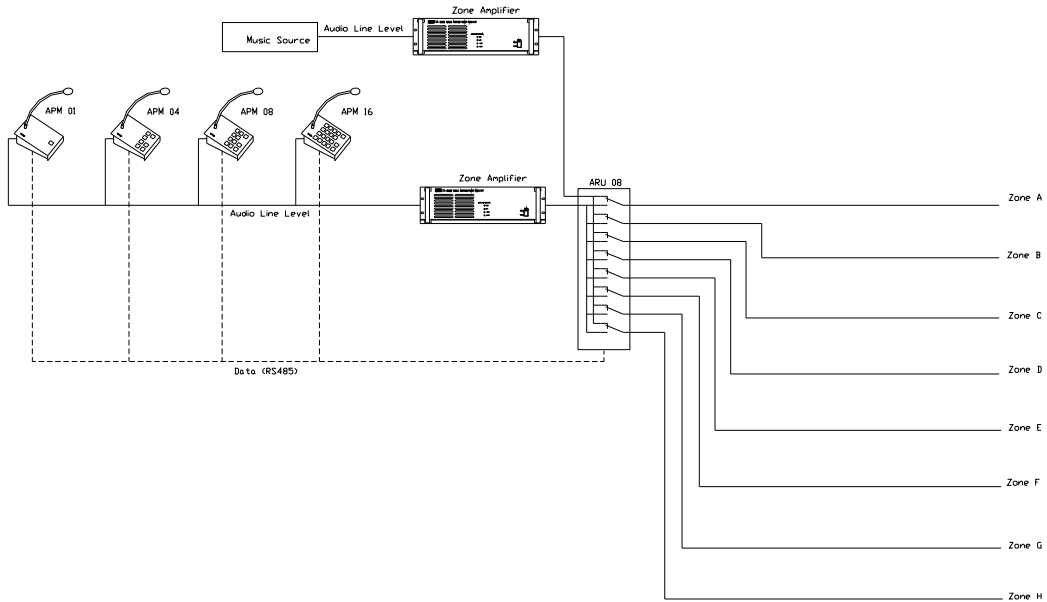 Zone Amplifier
Audio Line Level
Music Source
APM 01
APM 04
APM 08
APM 16
Zone Amplifier
ARU 08
Audio Line Level
Zone A
Zone B
Zone C
Data (RS485)
Zone D
Zone E
Zone F
Zone G
Zone H